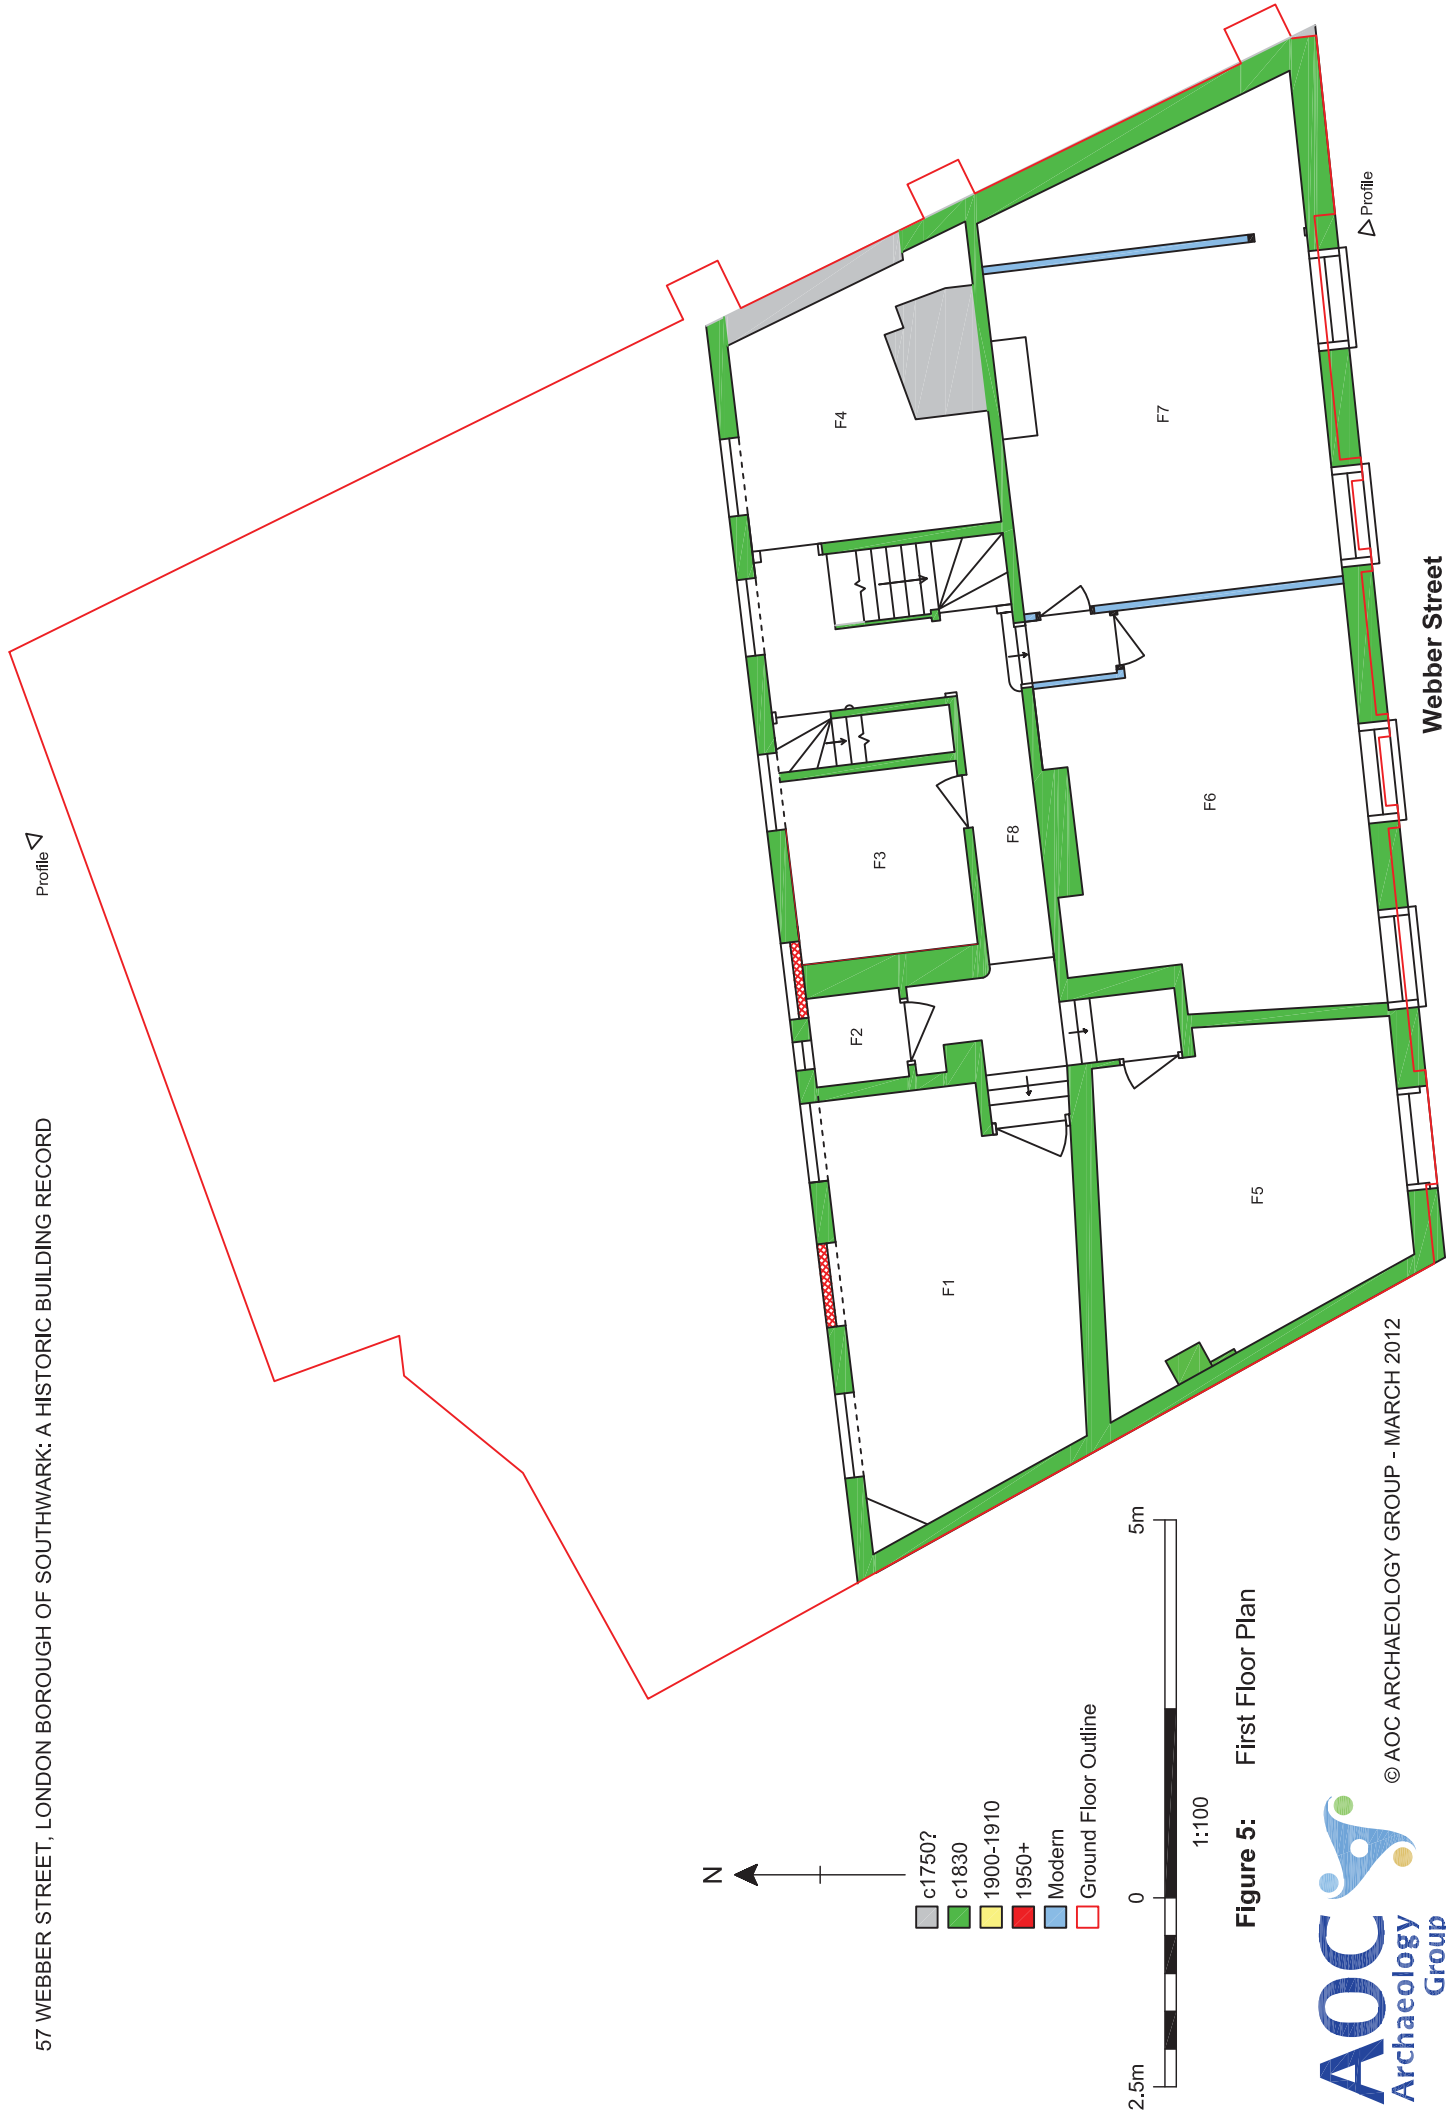 57 WEBBER STREET, LONDON BOROUGH OF SOUTHWARK: A HISTORIC BUILDING RECORD
Profile
F1
F2
F3
F4
F5
F6
F7
F8
Profile
Webber Street
N
c1750?
c1830
1900-1910
1950+
Modern
Ground Floor Outline
2.5m
0
5m
1:100
Figure 5: First Floor Plan
AOC
Archaeology
Group
© AOC ARCHAEOLOGY GROUP - MARCH 2012